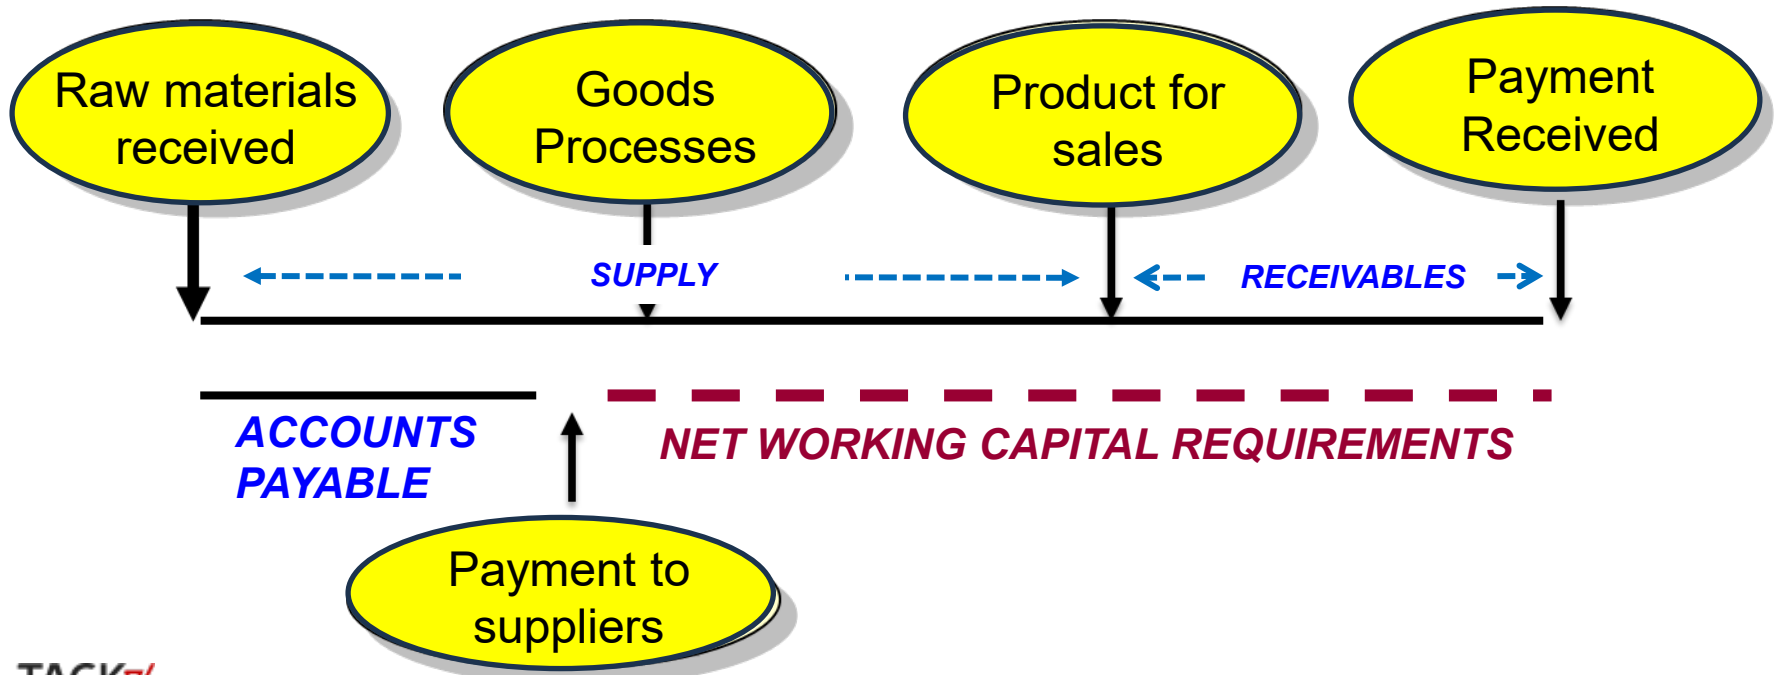 Raw materials
received
Goods
Processes
Product for
sales
Payment
Received
SUPPLY
RECEIVABLES
ACCOUNTS
PAYABLE
NET WORKING CAPITAL REQUIREMENTS
Payment to
suppliers